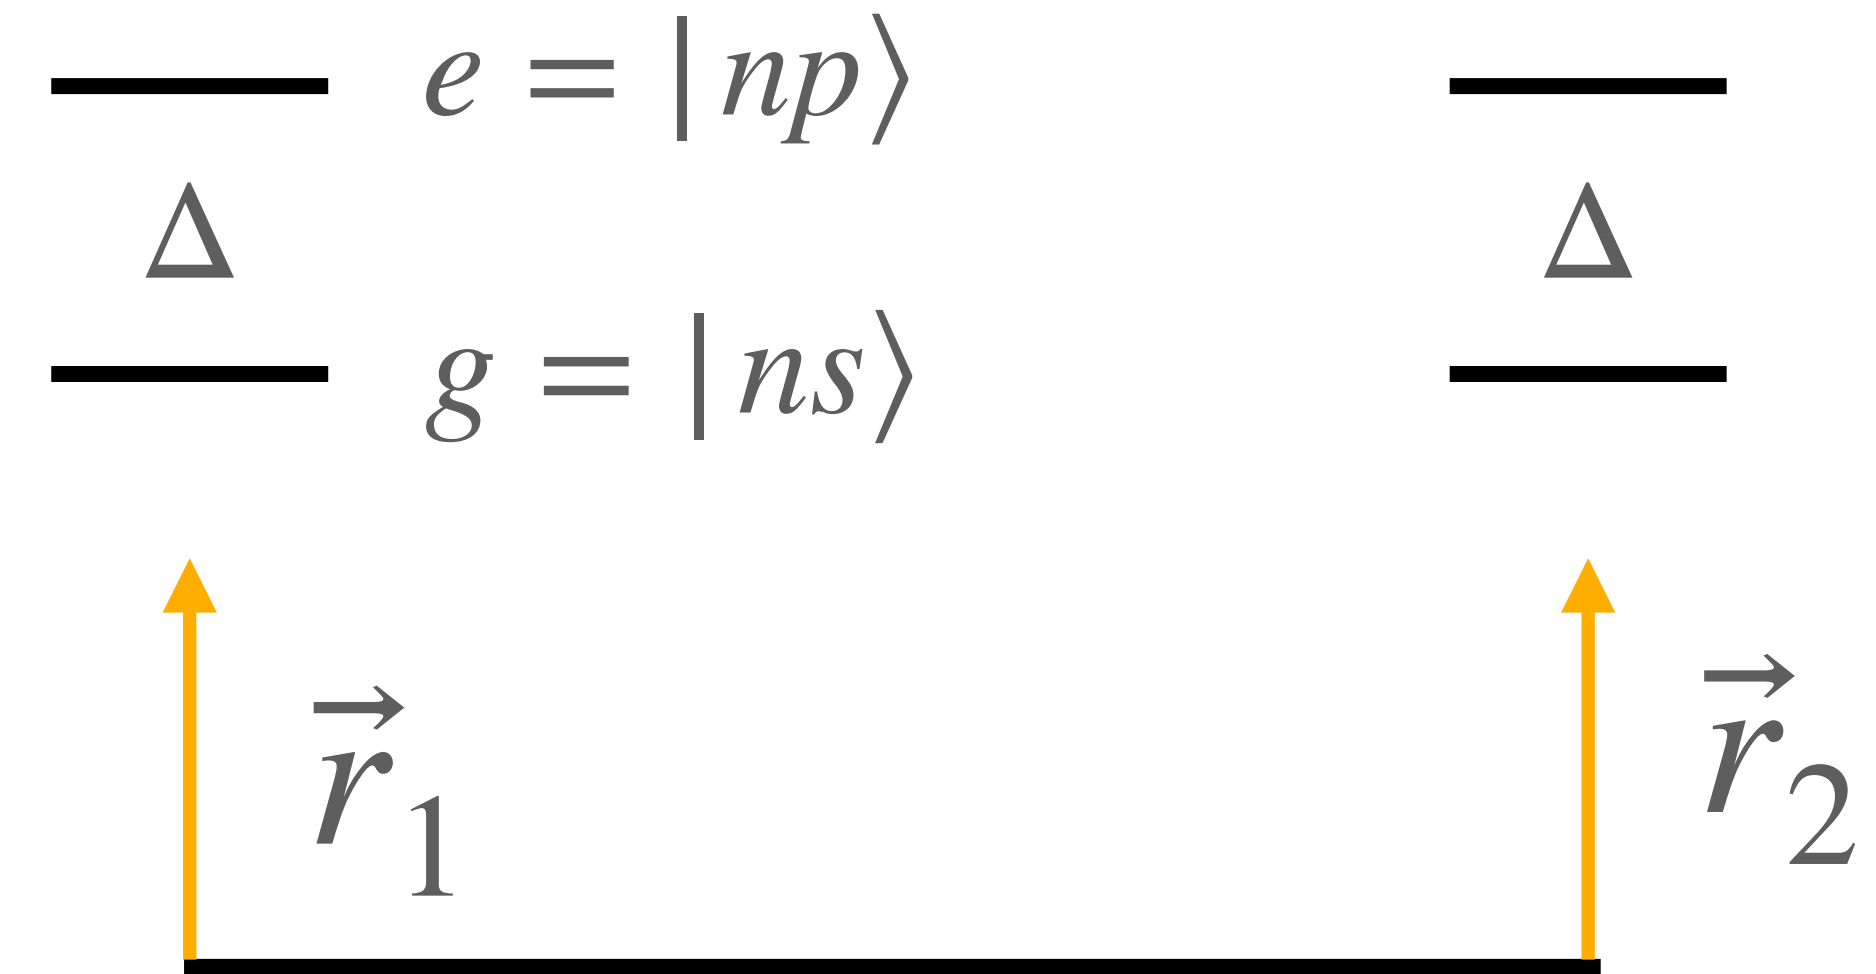 e = |np⟩
Δ
Δ
g = |ns⟩
r⃗₁
r⃗₂